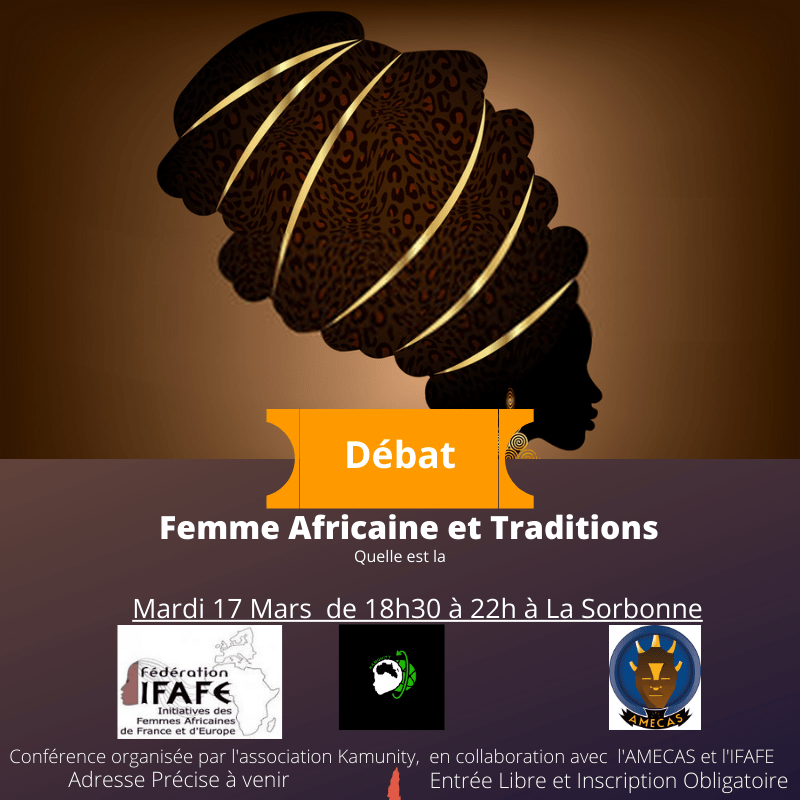 Débat
Femme Africaine et Traditions
Quelle est la
Mardi 17 Mars de 18h30 à 22h à La Sorbonne
Fédération
IFAFE
Initiatives des
Femmes Africaines
de France et d'Europe
AMECAS
Conférence organisée par l'association Kamunity, en collaboration avec l'AMECAS et l'IFAFE
Adresse Précise à venir
Entrée Libre et Inscription Obligatoire